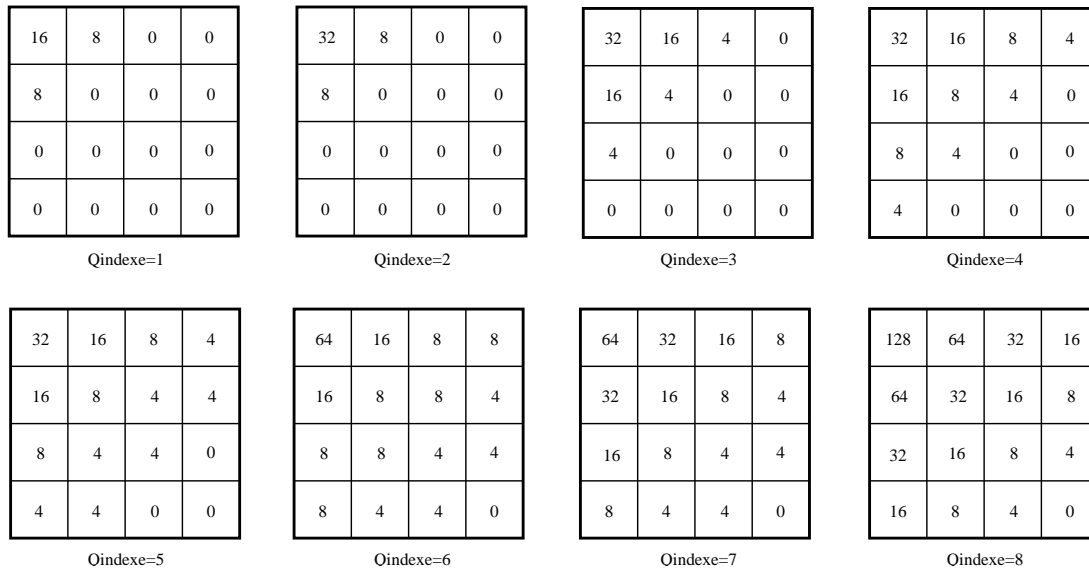 16 8 0 0
8 0 0 0
0 0 0 0
0 0 0 0
Qindexe=1
32 8 0 0
8 0 0 0
0 0 0 0
0 0 0 0
Qindexe=2
32 16 4 0
16 4 0 0
4 0 0 0
0 0 0 0
Qindexe=3
32 16 8 4
16 8 4 0
8 4 0 0
4 0 0 0
Qindexe=4
32 16 8 4
16 8 4 4
8 4 4 0
4 4 0 0
Qindexe=5
64 16 8 8
16 8 8 4
8 8 4 4
8 4 4 0
Qindexe=6
64 32 16 8
32 16 8 4
16 8 4 4
8 4 4 0
Qindexe=7
128 64 32 16
64 32 16 8
32 16 8 4
16 8 4 0
Qindexe=8